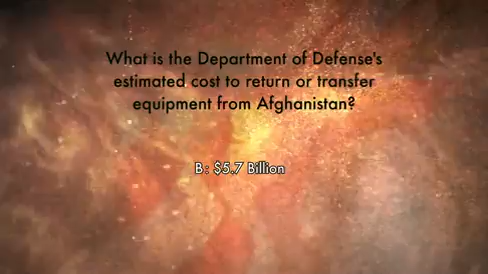 What is the Department of Defense's
estimated cost to return or transfer
equipment from Afghanistan?
B: $5.7 Billion